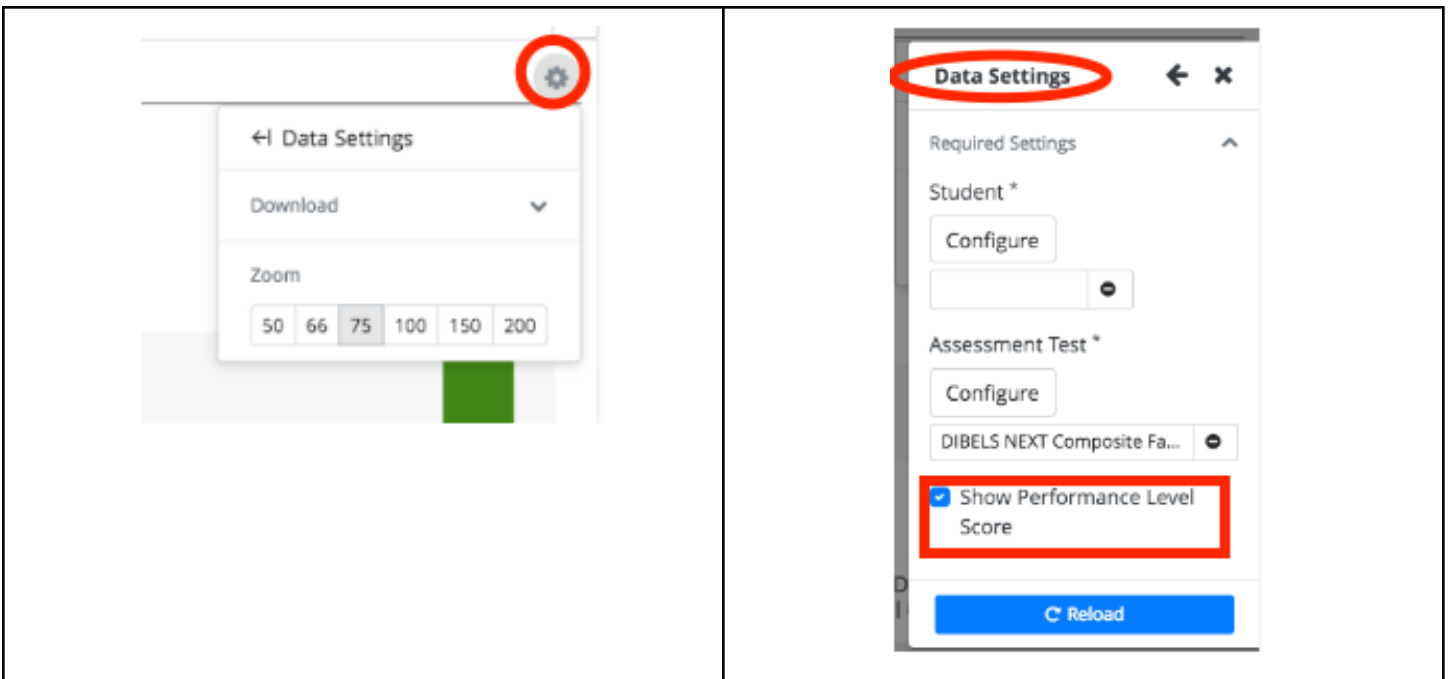 Data Settings
Download
Zoom
50 66 75 100 150 200
Data Settings
Required Settings
Student *
Configure
Assessment Test *
Configure
DIBELS NEXT Composite Fa...
Show Performance Level
Score
Reload